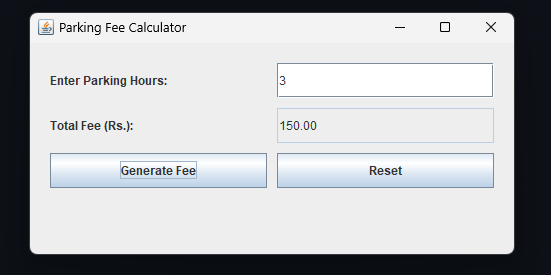 Parking Fee Calculator
Enter Parking Hours: 3
Total Fee (Rs.): 150.00
Generate Fee Reset